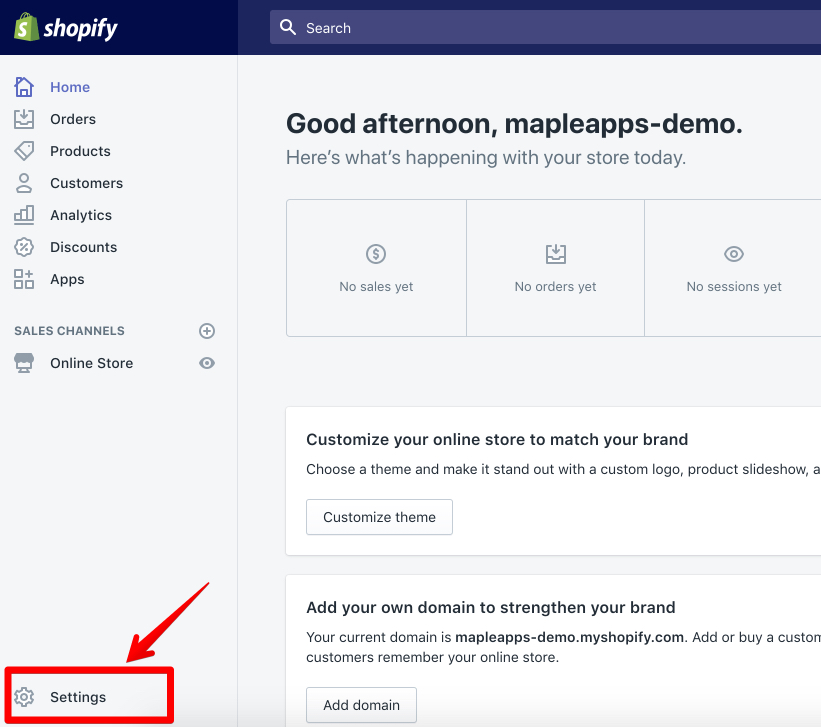 shopify
Search
Home
Orders
Products
Customers
Analytics
Discounts
Apps
SALES CHANNELS
Online Store
Settings
Good afternoon, mapleapps-demo.
Here’s what’s happening with your store today.
No sales yet
No orders yet
No sessions yet
Customize your online store to match your brand
Choose a theme and make it stand out with a custom logo, product slideshow, a
Customize theme
Add your own domain to strengthen your brand
Your current domain is mapleapps-demo.myshopify.com. Add or buy a custom
customers remember your online store.
Add domain